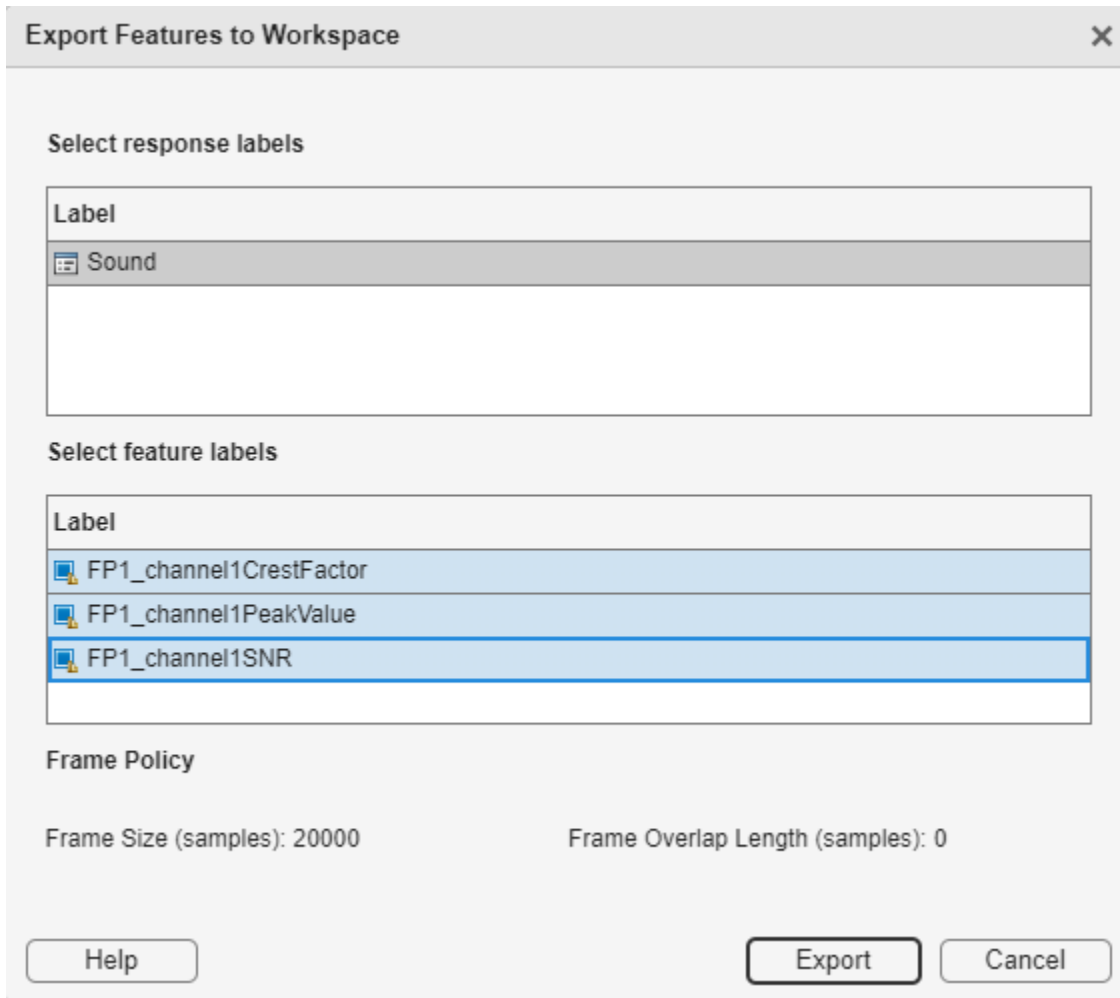 Export Features to Workspace
Select response labels
Label
Sound
Select feature labels
Label
FP1_channel1CrestFactor
FP1_channel1PeakValue
FP1_channel1SNR
Frame Policy
Frame Size (samples): 20000 Frame Overlap Length (samples): 0
Help Export Cancel